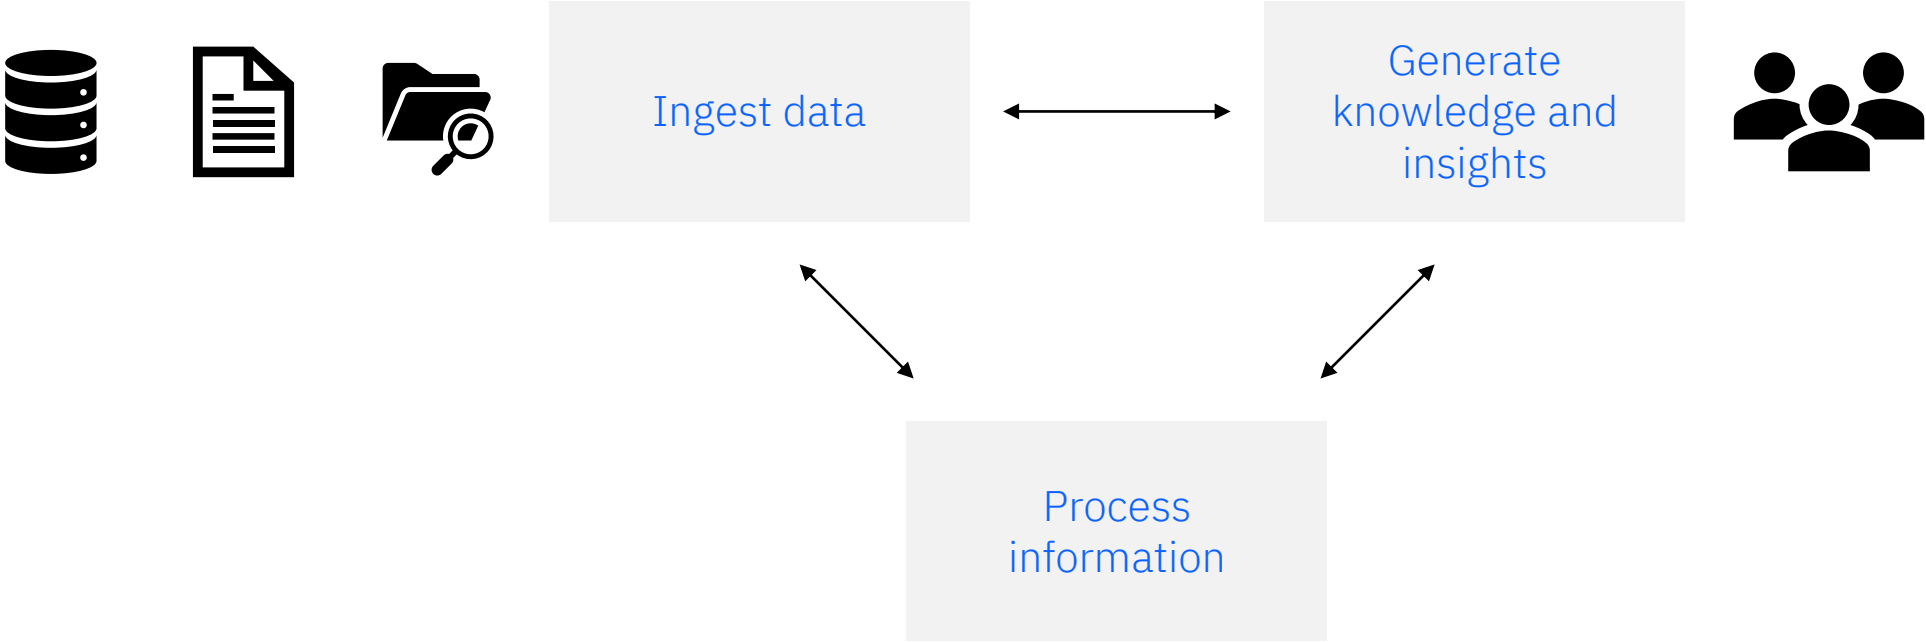 Ingest data
Generate
knowledge and
insights
Process
information